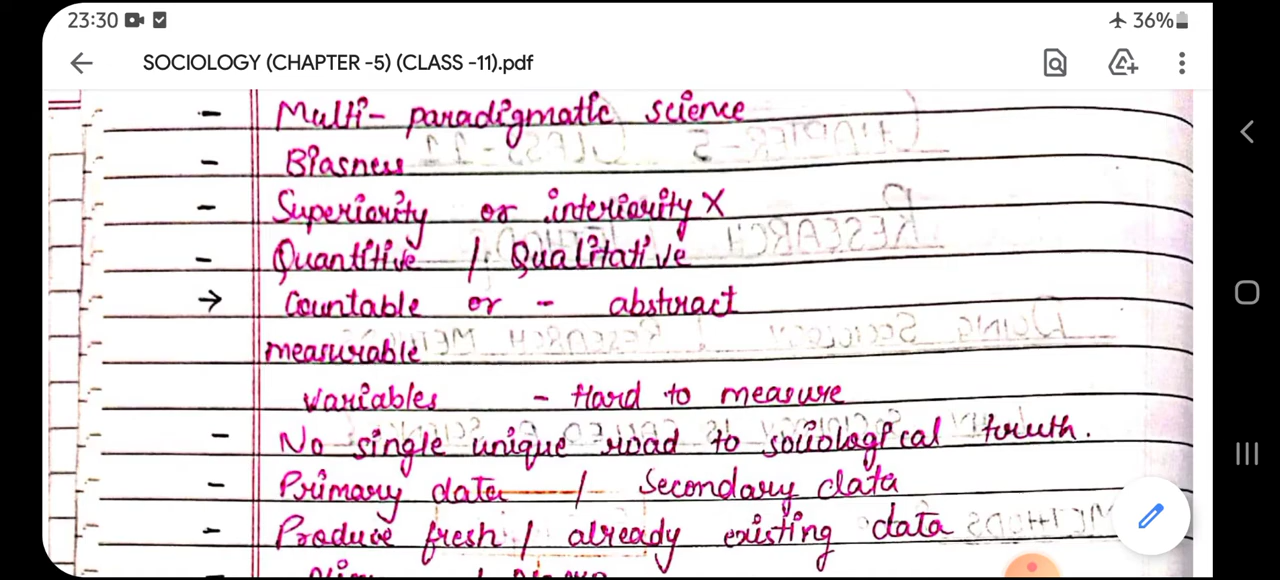 23:30 36%
SOCIOLOGY (CHAPTER -5) (CLASS -11).pdf
- Multi- paradigmatic science
- Biasness
- Superiority or interiority X
- Quantitive / Qualitative
→ Countable or - abstract
measurable
variables - Hard to measure
- No single unique road to sociological truth.
- Primary data / Secondary data
- Produce fresh / already existing data